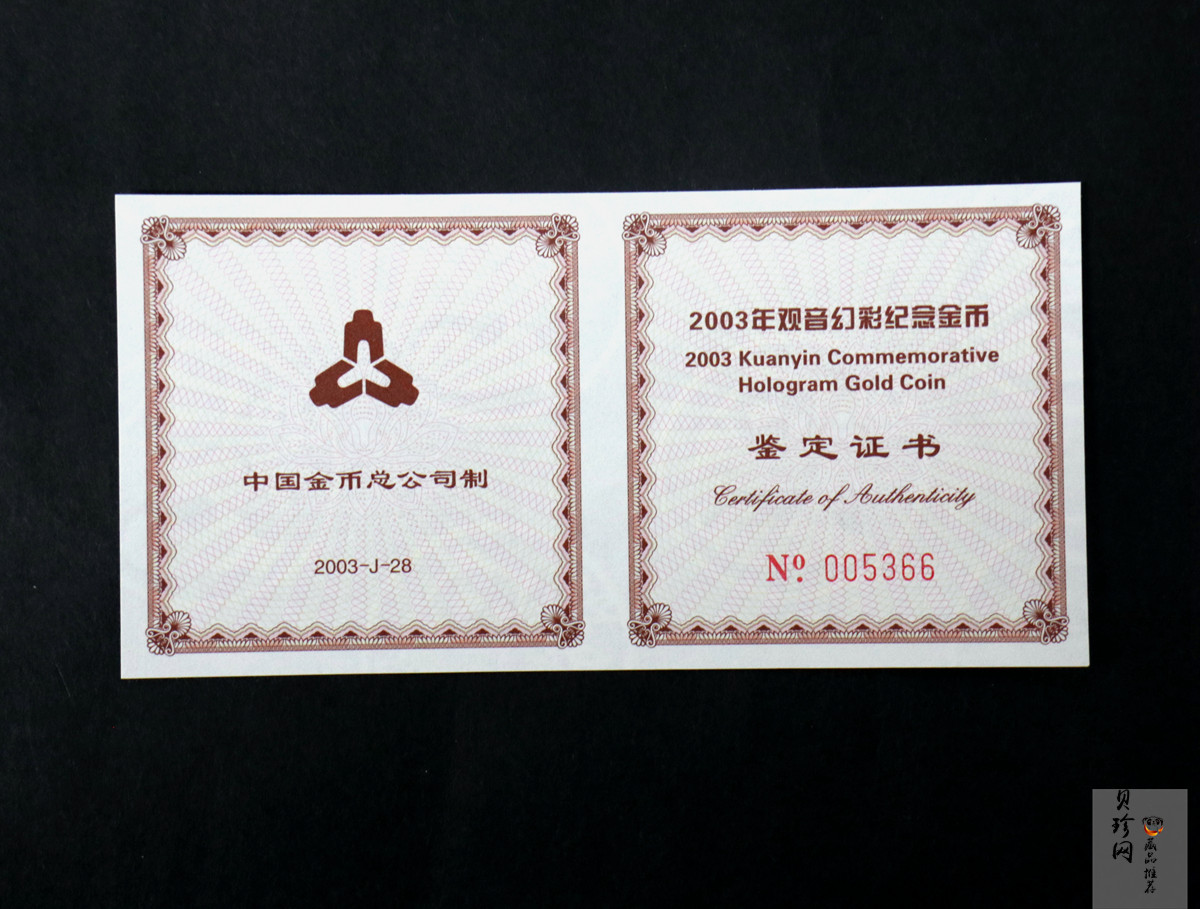 中国金币总公司制
2003-J-28
2003年观音幻彩纪念金币
2003 Kuanyin Commemorative
Hologram Gold Coin
鉴定证书
Certificate of Authenticity
Nº 005366
贝珍网
藏品推荐